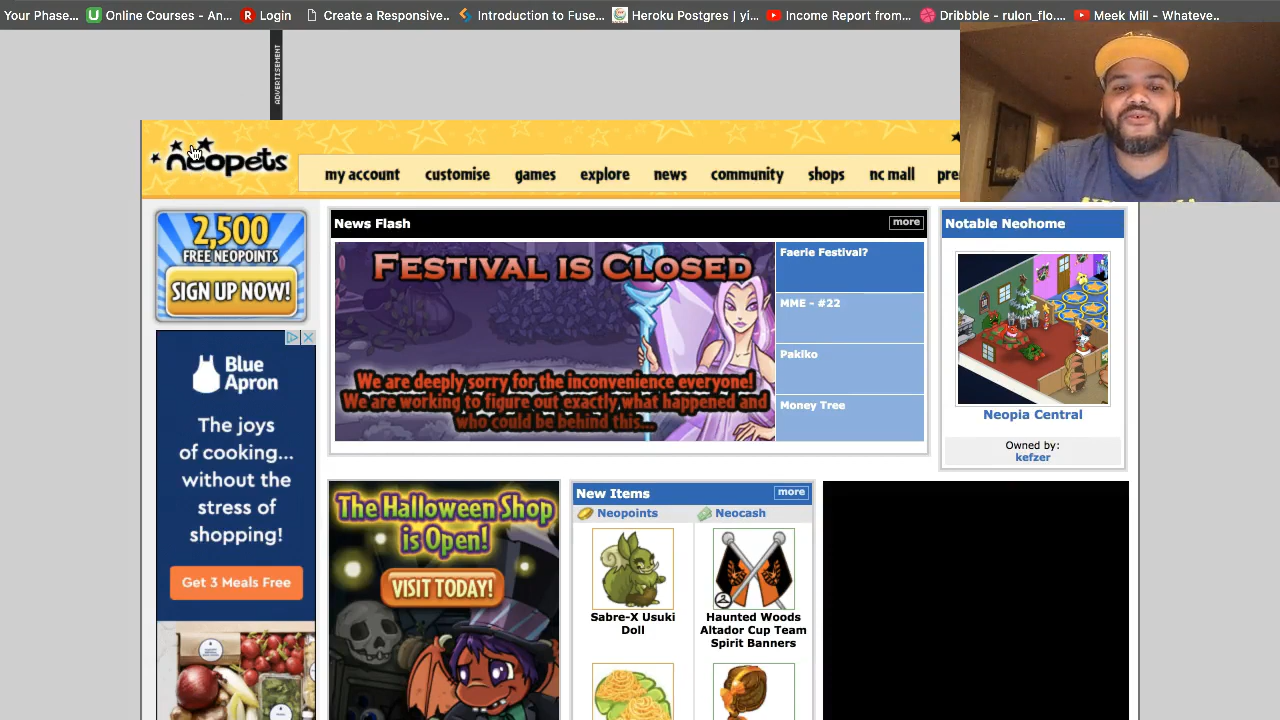 Your Phase... Online Courses - An... Login Create a Responsive.. Introduction to Fuse... Heroku Postgres | yi... Income Report from... Dribbble - rulon_flo.... Meek Mill - Whateve...
ADVERTISEMENT
neopets
my account customise games explore news community shops nc mall pre
2,500
FREE NEOPOINTS
SIGN UP NOW!
Blue
Apron
The joys
of cooking...
without the
stress of
shopping!
Get 3 Meals Free
News Flash more
FESTIVAL IS CLOSED
We are deeply sorry for the inconvenience everyone!
We are working to figure out exactly what happened and
who could be behind this...
Faerie Festival?
MME - #22
Pakiko
Money Tree
Notable Neohome
Neopia Central
Owned by:
kefzer
The Halloween Shop
is Open!
VISIT TODAY!
New Items more
Neopoints Neocash
Sabre-X Usuki
Doll
Haunted Woods
Altador Cup Team
Spirit Banners